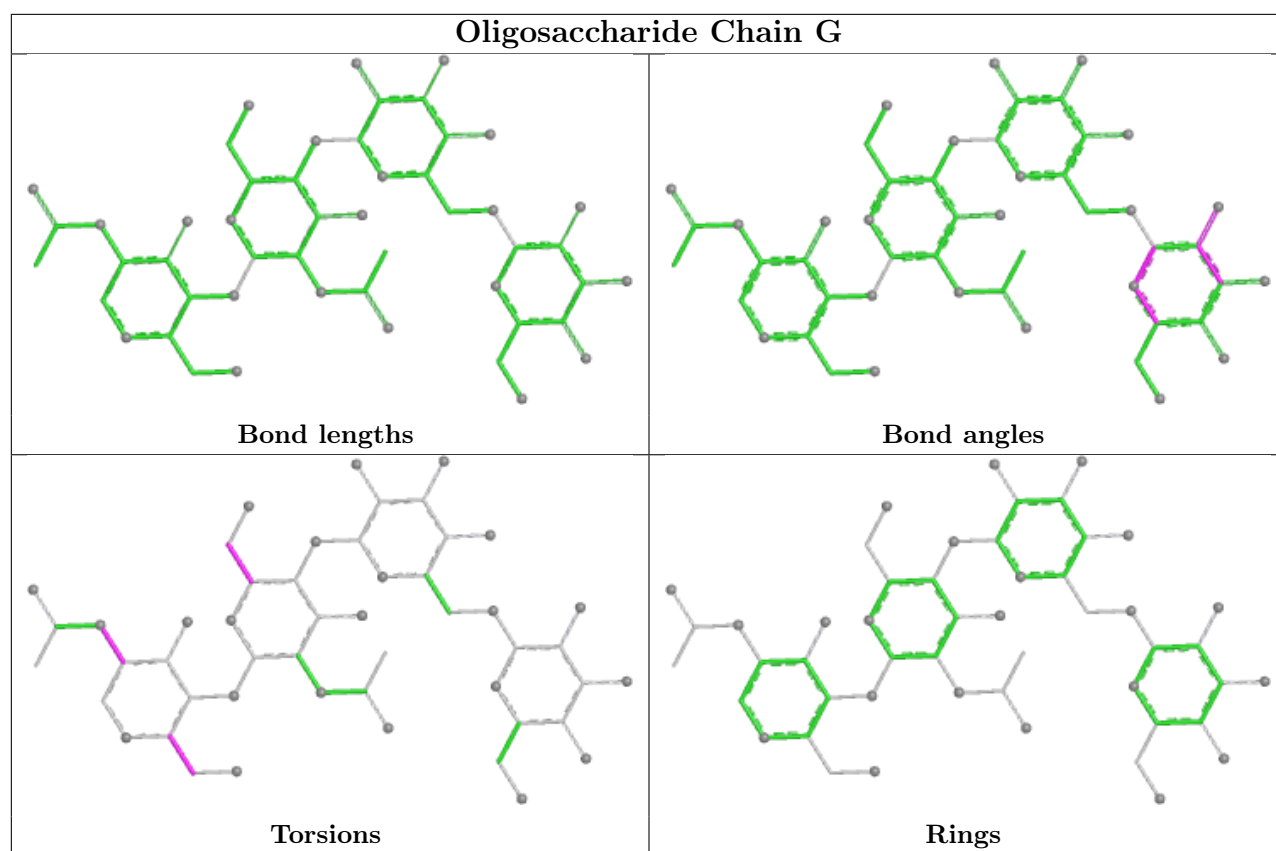 Oligosaccharide Chain G
Bond lengths
Bond angles
Torsions
Rings